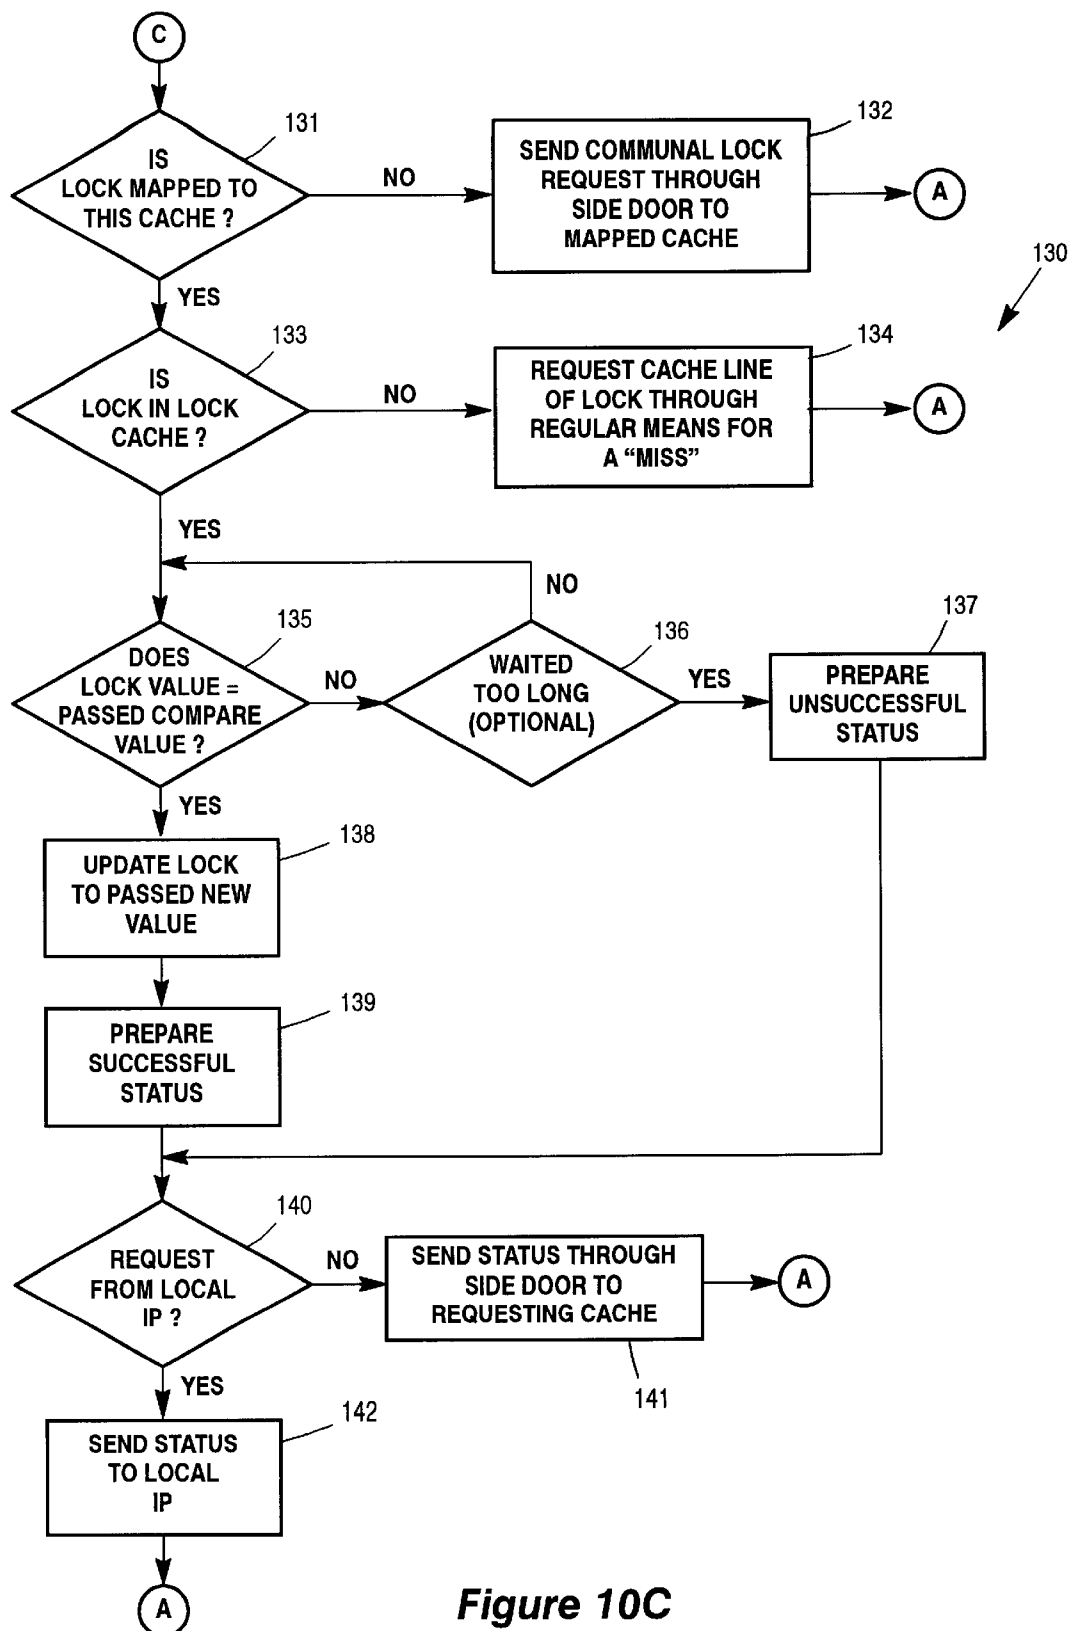 C
131
IS
LOCK MAPPED TO
THIS CACHE ?
NO
132
SEND COMMUNAL LOCK
REQUEST THROUGH
SIDE DOOR TO
MAPPED CACHE
A
130
YES
133
IS
LOCK IN LOCK
CACHE ?
NO
134
REQUEST CACHE LINE
OF LOCK THROUGH
REGULAR MEANS FOR
A “MISS”
A
YES
NO
135
DOES
LOCK VALUE =
PASSED COMPARE
VALUE ?
NO
136
WAITED
TOO LONG
(OPTIONAL)
YES
137
PREPARE
UNSUCCESSFUL
STATUS
YES
138
UPDATE LOCK
TO PASSED NEW
VALUE
139
PREPARE
SUCCESSFUL
STATUS
140
REQUEST
FROM LOCAL
IP ?
NO
SEND STATUS THROUGH
SIDE DOOR TO
REQUESTING CACHE
141
A
YES
142
SEND STATUS
TO LOCAL
IP
A
Figure 10C